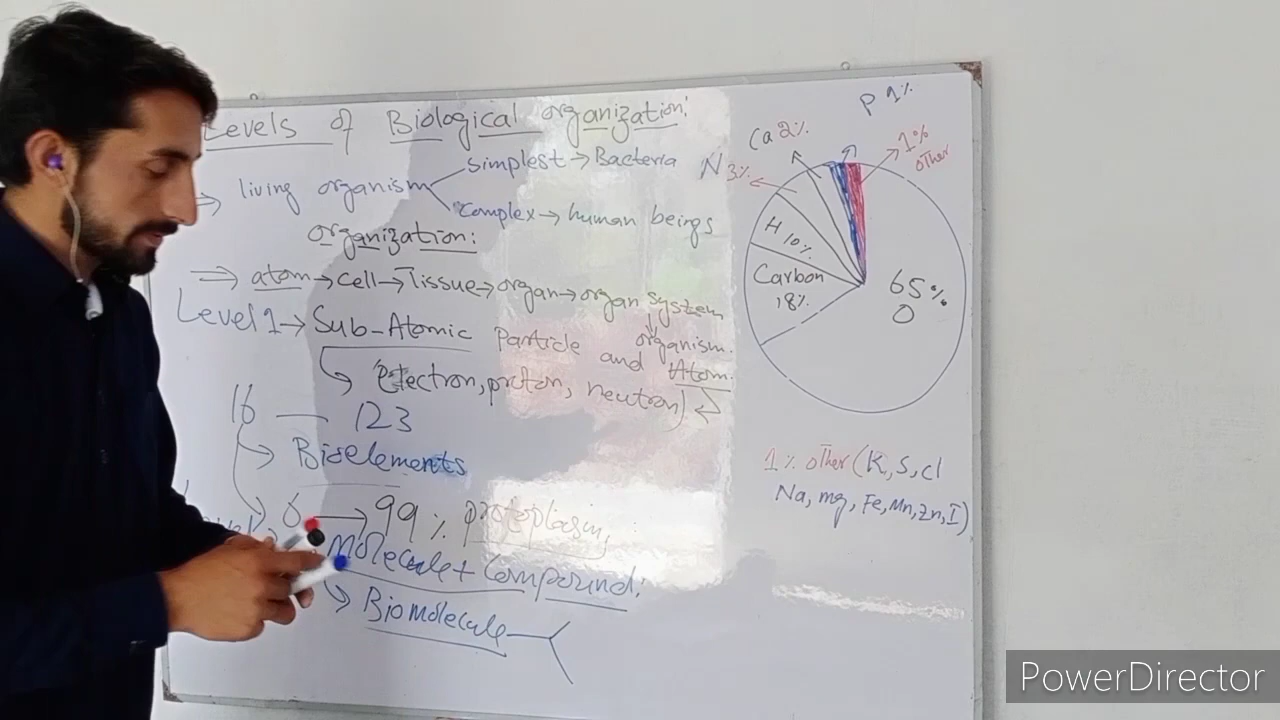 Levels of Biological organization:
→ living organism
simplest → Bacteria
complex → human beings
organization:
⇒ atom → cell → Tissue → organ → organ system
organism.
Level 1 → Sub-Atomic Particle and Atom.
(electron, proton, neutron)
16 — 123
Bioelements
6 → 99 % protoplasm,
molecule + Compound:
Biomolecule
P 1%
Ca 2%
1% other
N 3%
H 10%
Carbon 18%
65% O
1% other (K, S, cl
Na, mg, Fe, Mn, Zn, I)
PowerDirector